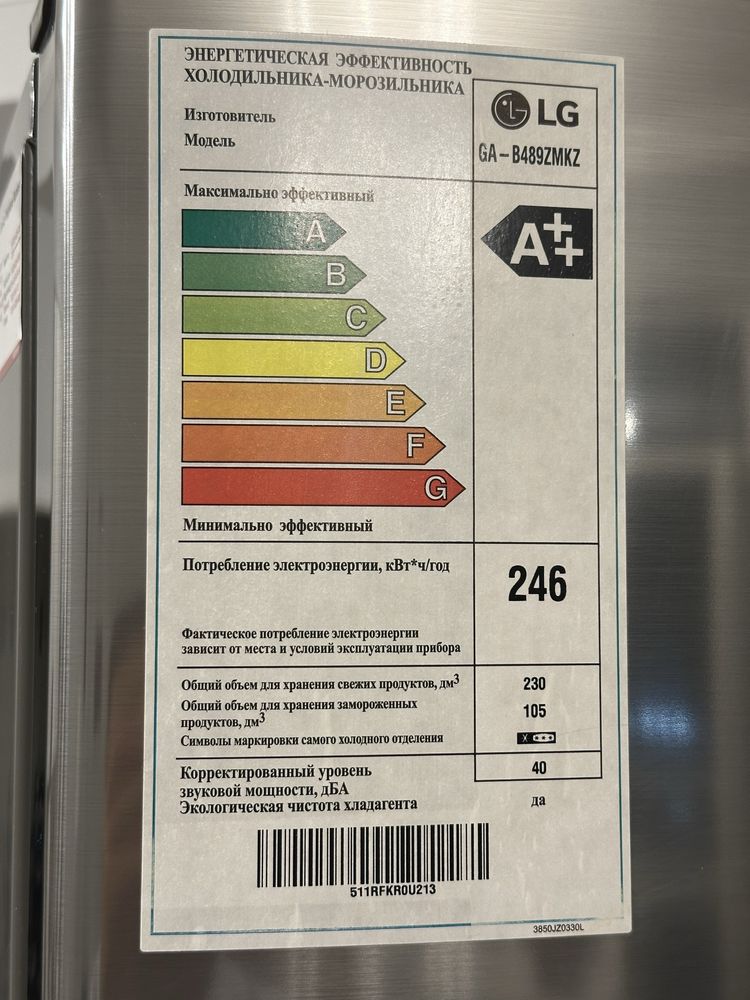 ЭНЕРГЕТИЧЕСКАЯ ЭФФЕКТИВНОСТЬ
ХОЛОДИЛЬНИКА-МОРОЗИЛЬНИКА
Изготовитель
LG
Модель
GA-B489ZMKZ
Максимально эффективный
A
A++
B
C
D
E
F
G
Минимально эффективный
Потребление электроэнергии, кВт*ч/год
246
Фактическое потребление электроэнергии
зависит от места и условий эксплуатации прибора
Общий объем для хранения свежих продуктов, дм3
230
Общий объем для хранения замороженных
продуктов, дм3
105
Символы маркировки самого холодного отделения
Корректированный уровень
звуковой мощности, дБА
40
Экологическая чистота хладагента
да
511RFKR0U213
3850JZ0330L